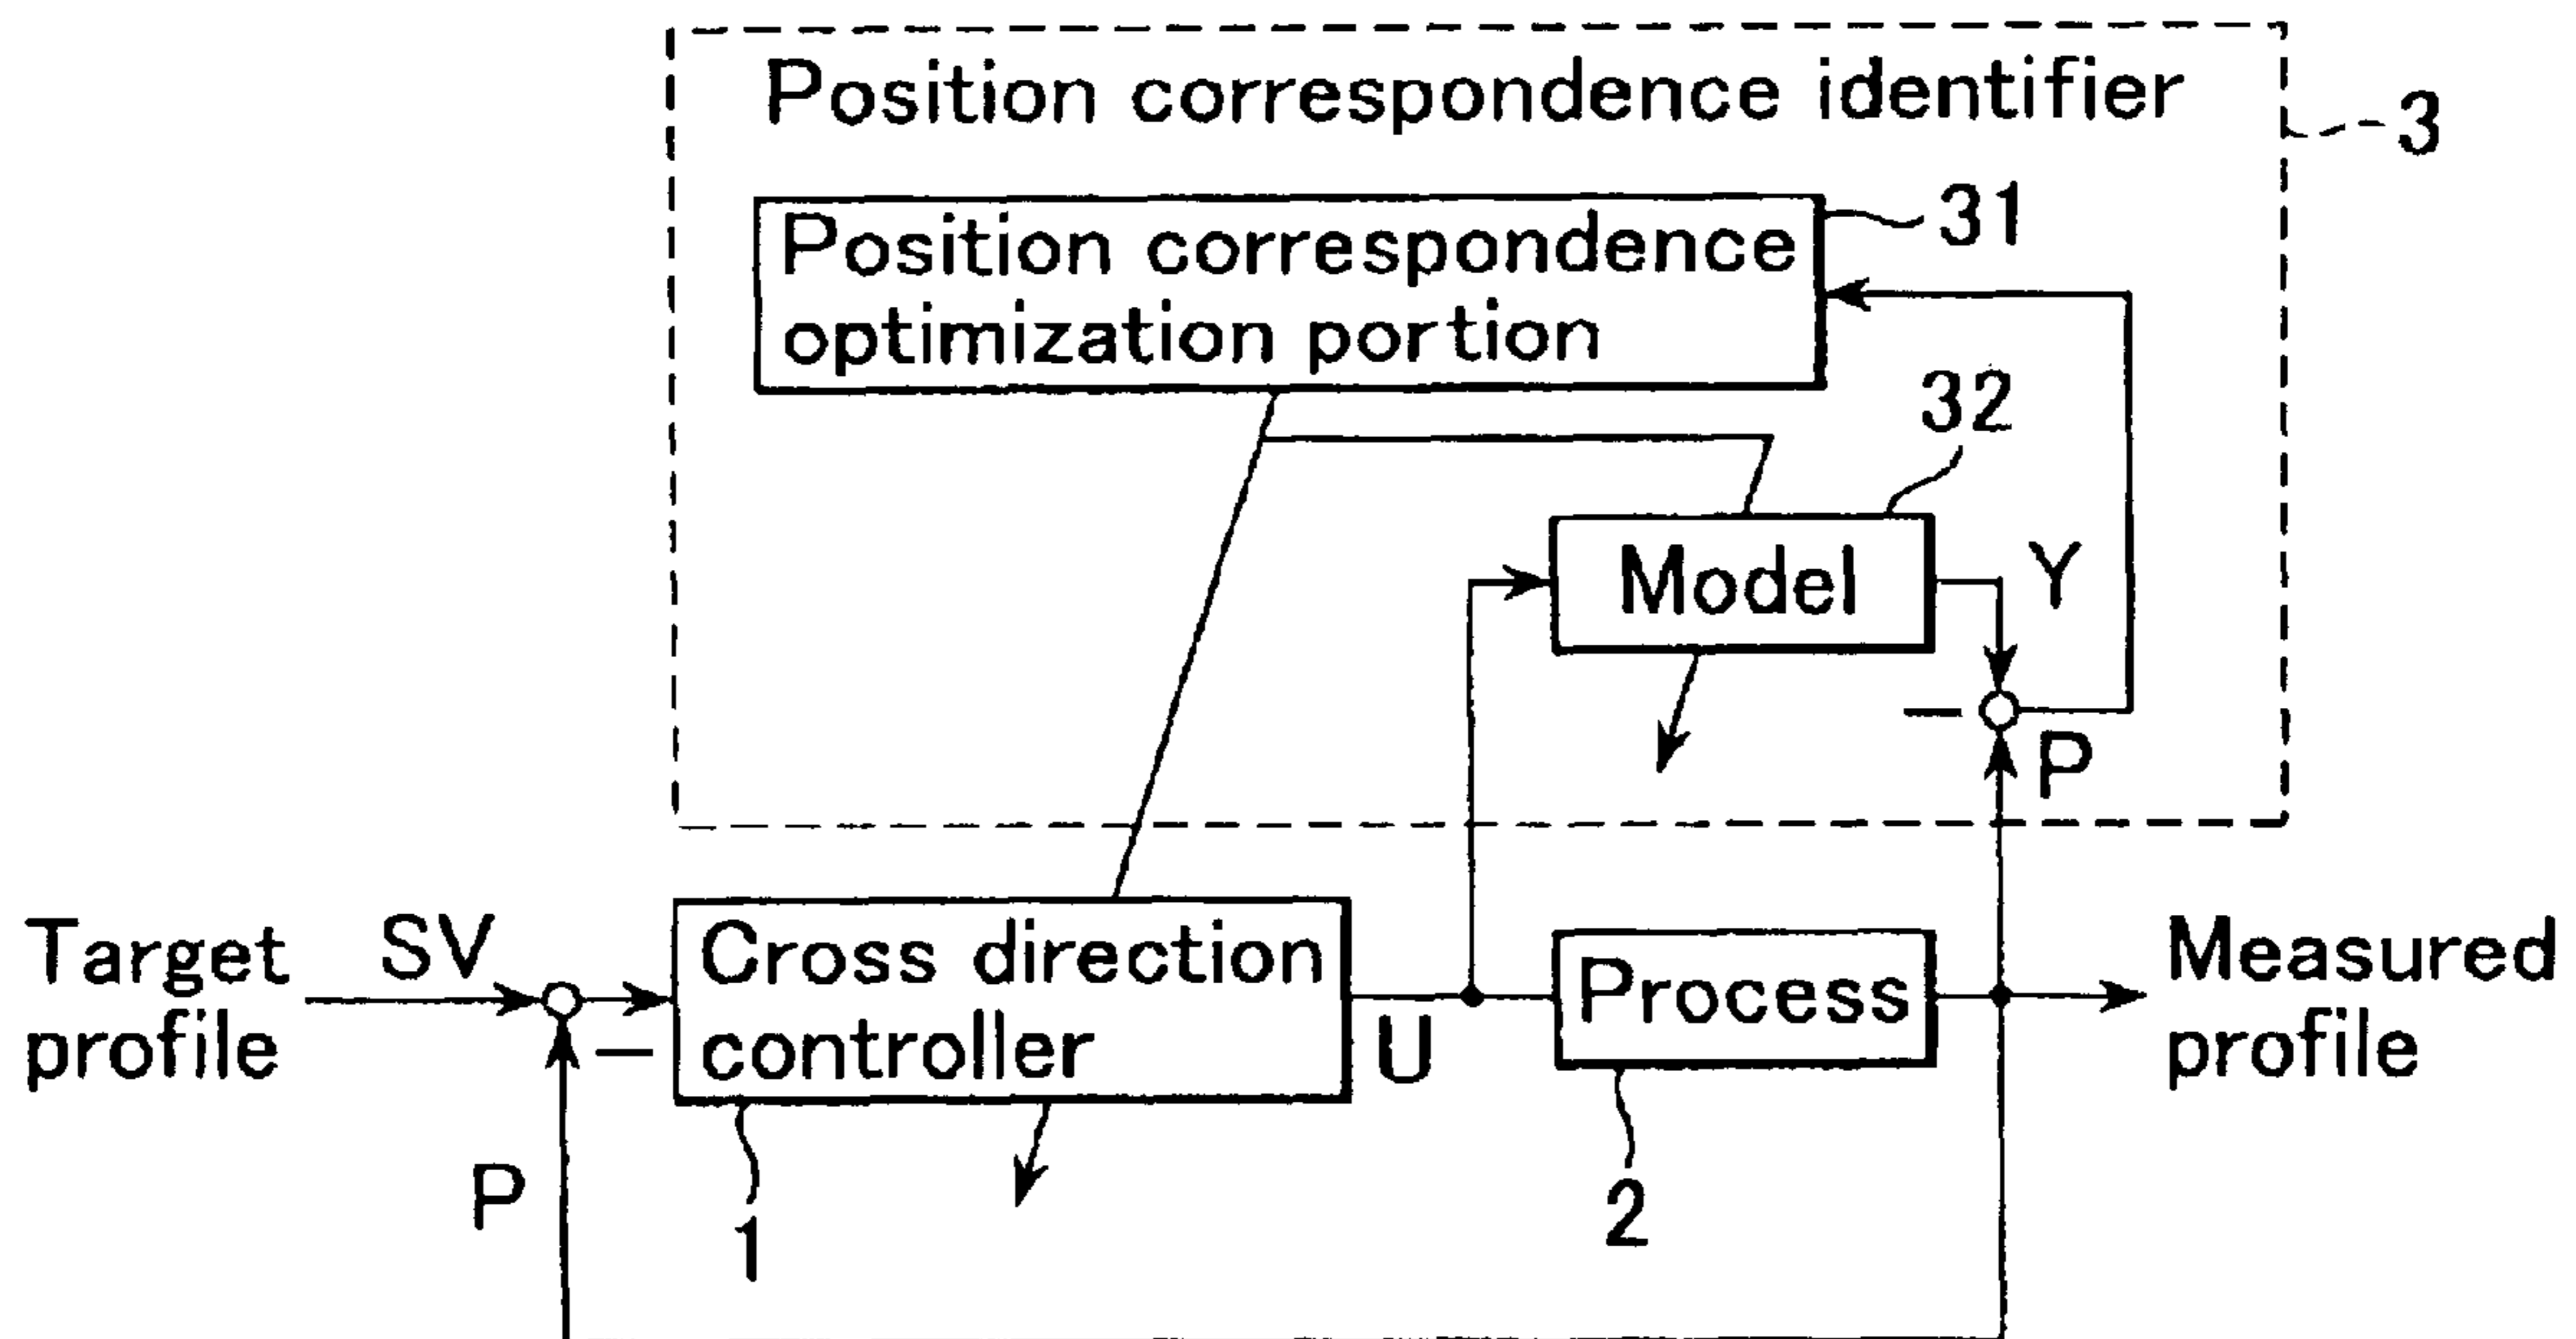 Position correspondence identifier
3
Position correspondence
optimization portion
31
32
Model
Y
−
P
Target
profile
SV
−
Cross direction
controller
U
Process
Measured
profile
P
1
2